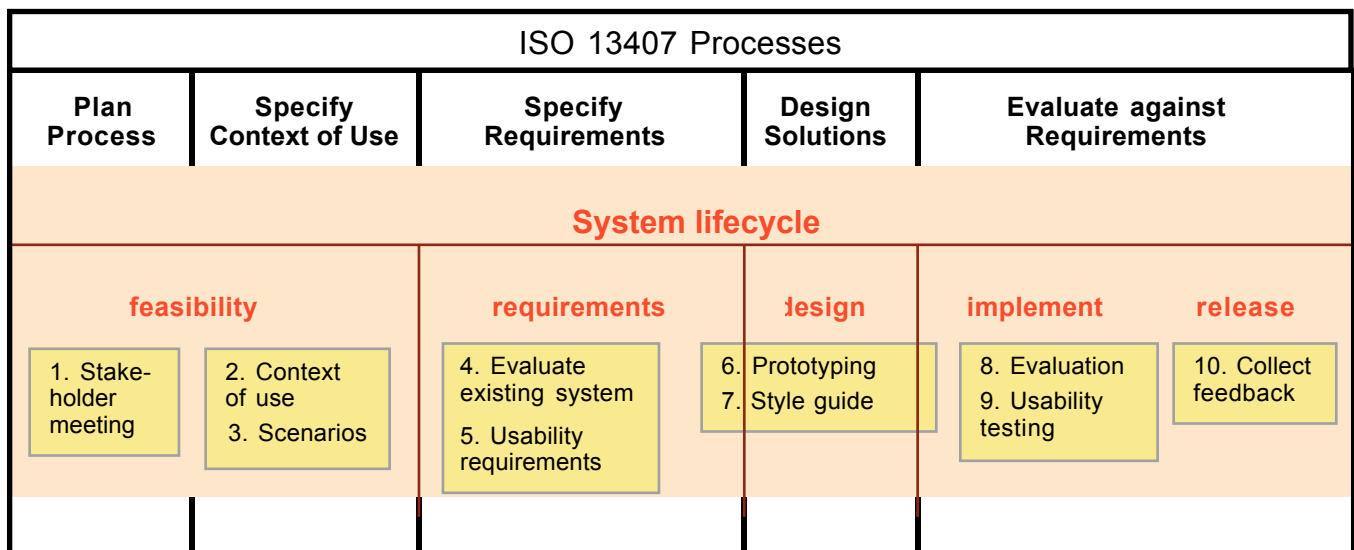 ISO 13407 Processes
Plan
Process
Specify
Context of Use
Specify
Requirements
Design
Solutions
Evaluate against
Requirements
System lifecycle
feasibility
requirements
design
implement
release
1. Stake-
holder
meeting
2. Context
of use
3. Scenarios
4. Evaluate
existing system
5. Usability
requirements
6. Prototyping
7. Style guide
8. Evaluation
9. Usability
testing
10. Collect
feedback